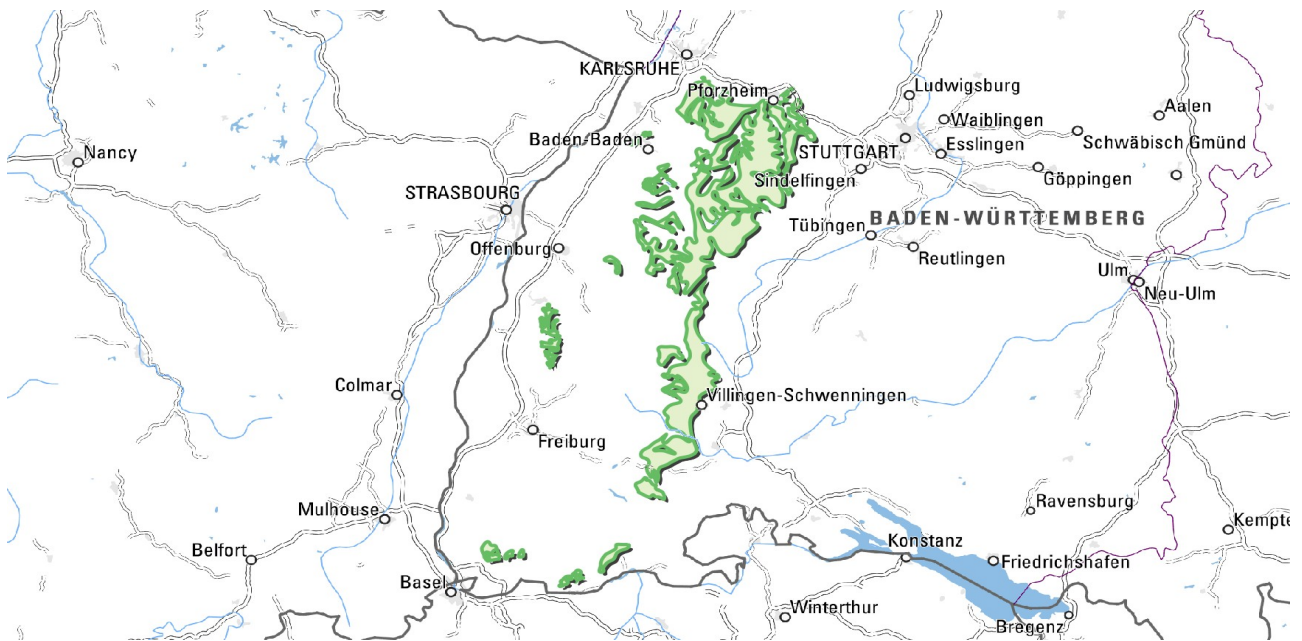 KARLSRUHE
Pforzheim
Ludwigsburg
Aalen
Waiblingen
Baden-Baden
Schwäbisch Gmünd
Esslingen
STUTTGART
Nancy
Göppingen
Sindelfingen
STRASBOURG
BADEN-WÜRTTEMBERG
Tübingen
Offenburg
Reutlingen
Ulm
Neu-Ulm
Colmar
Villingen-Schwenningen
Freiburg
Ravensburg
Mulhouse
Kempte
Konstanz
Belfort
Friedrichshafen
Basel
Winterthur
Bregenz